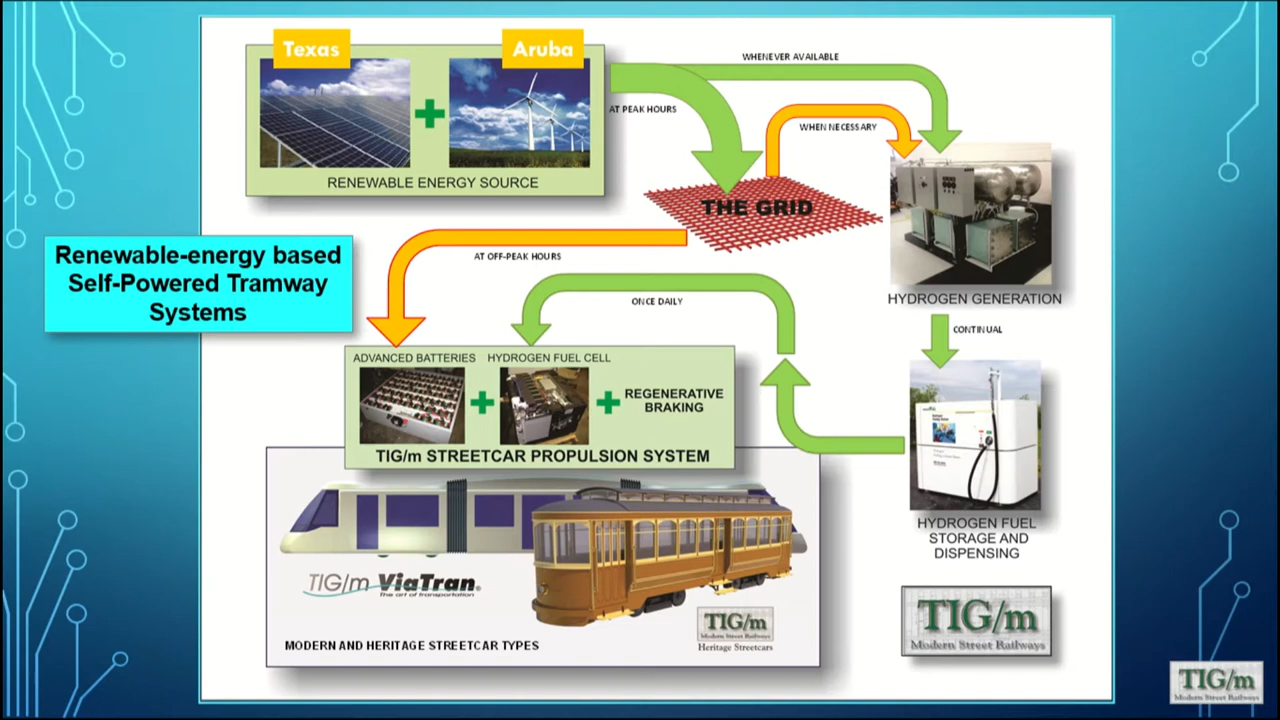 Texas
Aruba
RENEWABLE ENERGY SOURCE
WHENEVER AVAILABLE
AT PEAK HOURS
WHEN NECESSARY
THE GRID
Renewable-energy based
Self-Powered Tramway
Systems
AT OFF-PEAK HOURS
ONCE DAILY
HYDROGEN GENERATION
CONTINUAL
ADVANCED BATTERIES
HYDROGEN FUEL CELL
REGENERATIVE
BRAKING
TIG/m STREETCAR PROPULSION SYSTEM
HYDROGEN FUEL
STORAGE AND
DISPENSING
TIG/m ViaTran®
The art of transportation
TIG/m
Modern Street Railways
Heritage Streetcars
MODERN AND HERITAGE STREETCAR TYPES
TIG/m
Modern Street Railways
TIG/m
Modern Street Railways